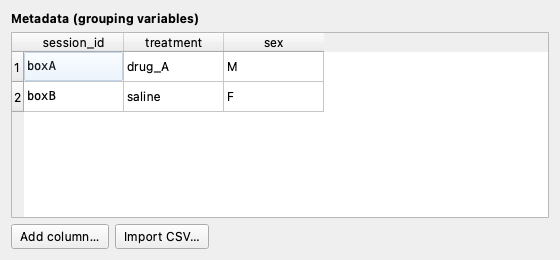 Metadata (grouping variables)
session_id treatment sex
1 boxA drug_A M
2 boxB saline F
Add column... Import CSV...